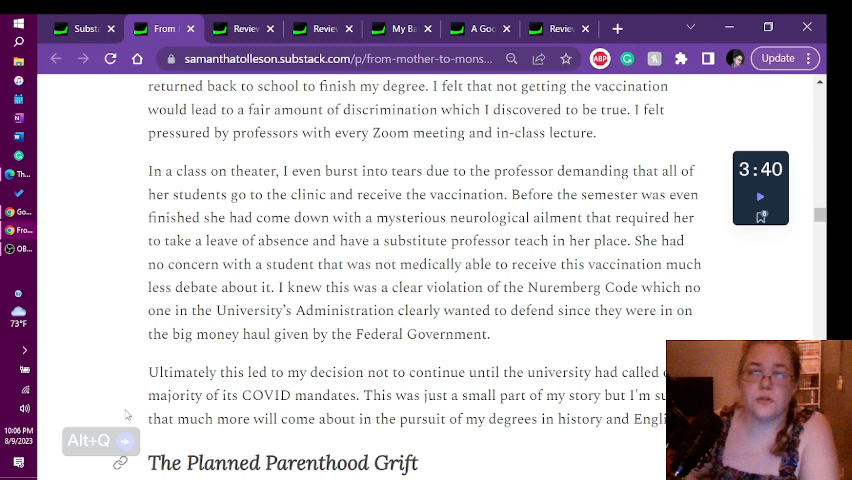 Substa
From I
Review
Review
My Ba
A Goo
Review
samanthatolleson.substack.com/p/from-mother-to-mons...
ABP
Update
returned back to school to finish my degree. I felt that not getting the vaccination
would lead to a fair amount of discrimination which I discovered to be true. I felt
pressured by professors with every Zoom meeting and in-class lecture.
In a class on theater, I even burst into tears due to the professor demanding that all of
her students go to the clinic and receive the vaccination. Before the semester was even
finished she had come down with a mysterious neurological ailment that required her
to take a leave of absence and have a substitute professor teach in her place. She had
no concern with a student that was not medically able to receive this vaccination much
less debate about it. I knew this was a clear violation of the Nuremberg Code which no
one in the University's Administration clearly wanted to defend since they were in on
the big money haul given by the Federal Government.
Ultimately this led to my decision not to continue until the university had called
majority of its COVID mandates. This was just a small part of my story but I'm su
that much more will come about in the pursuit of my degrees in history and Engli
The Planned Parenthood Grift
3:40
Th...
Go...
Fro...
OB...
73°F
10:06 PM
8/9/2023
Alt+Q